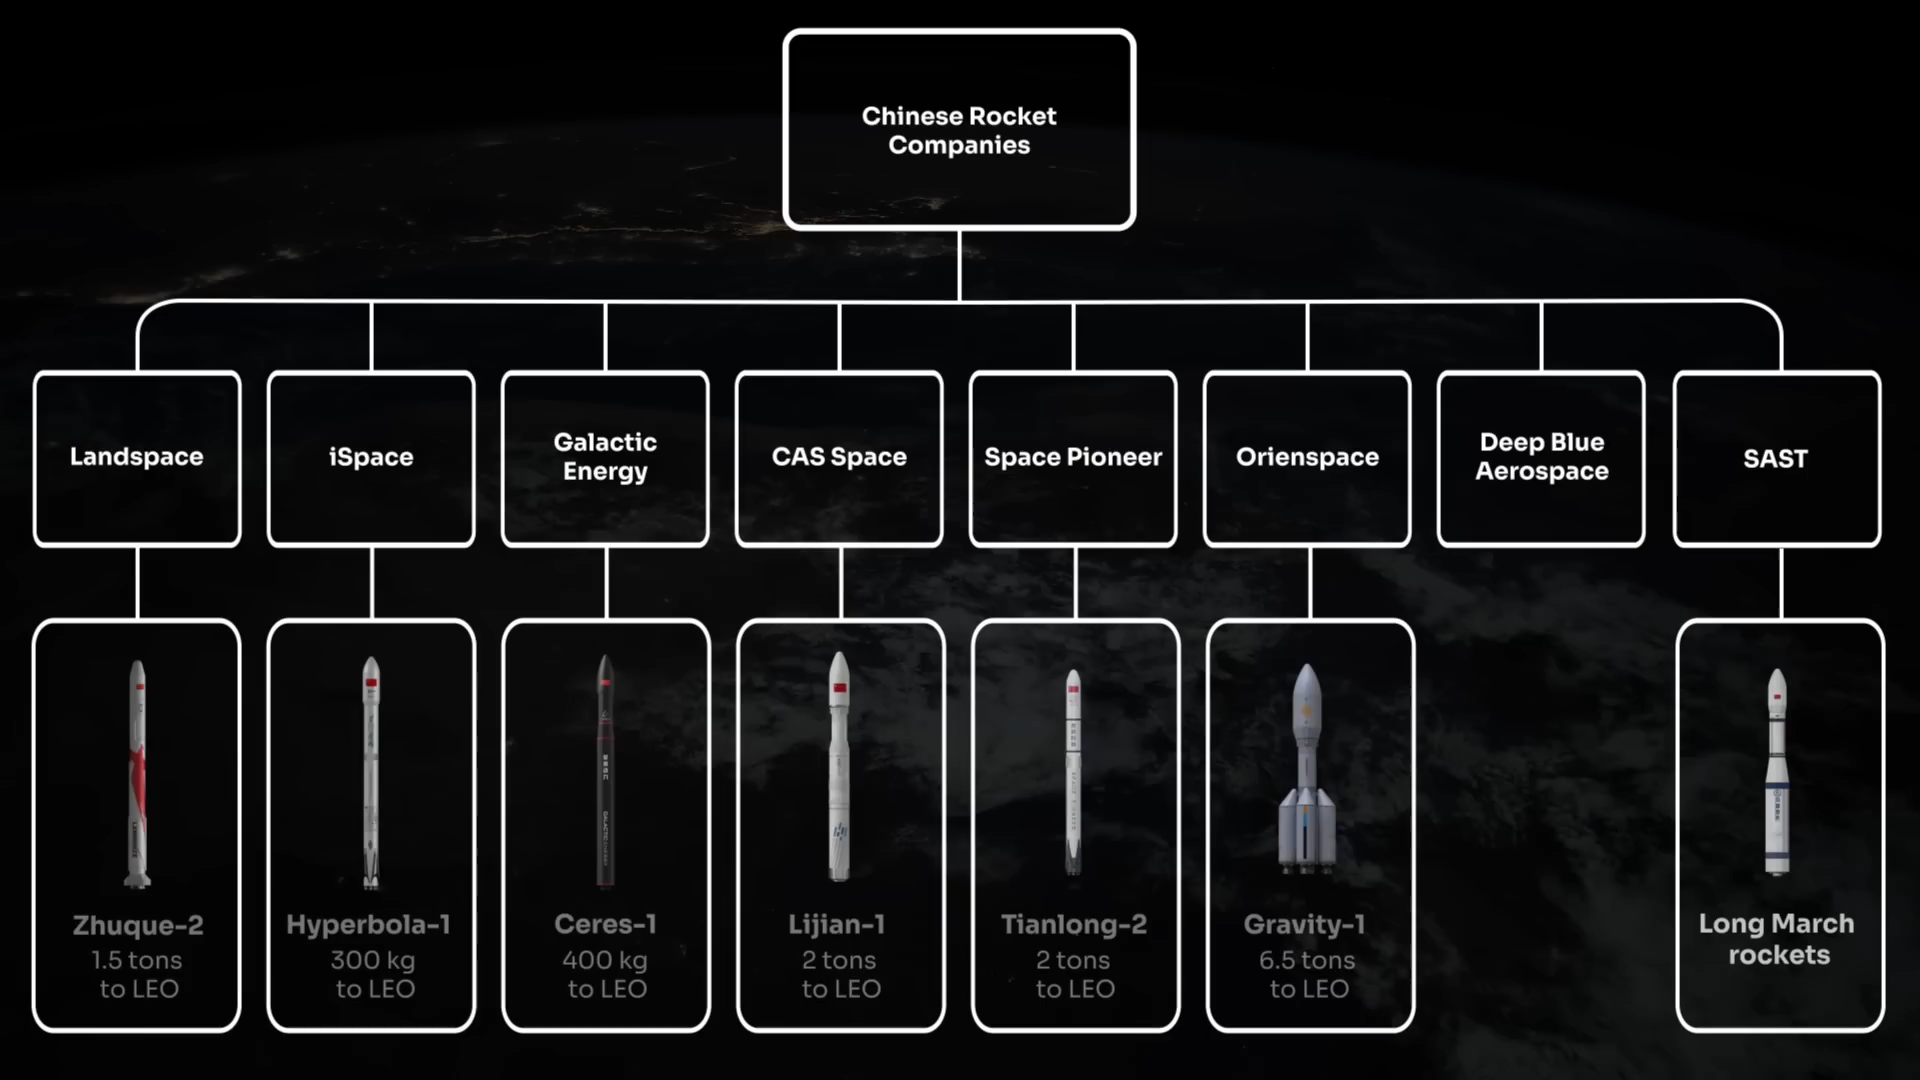 Chinese Rocket
Companies
Landspace
iSpace
Galactic
Energy
CAS Space
Space Pioneer
Orienspace
Deep Blue
Aerospace
SAST
GALACTIC ENERGY
Zhuque-2
1.5 tons
to LEO
Hyperbola-1
300 kg
to LEO
Ceres-1
400 kg
to LEO
Lijian-1
2 tons
to LEO
Tianlong-2
2 tons
to LEO
Gravity-1
6.5 tons
to LEO
Long March
rockets